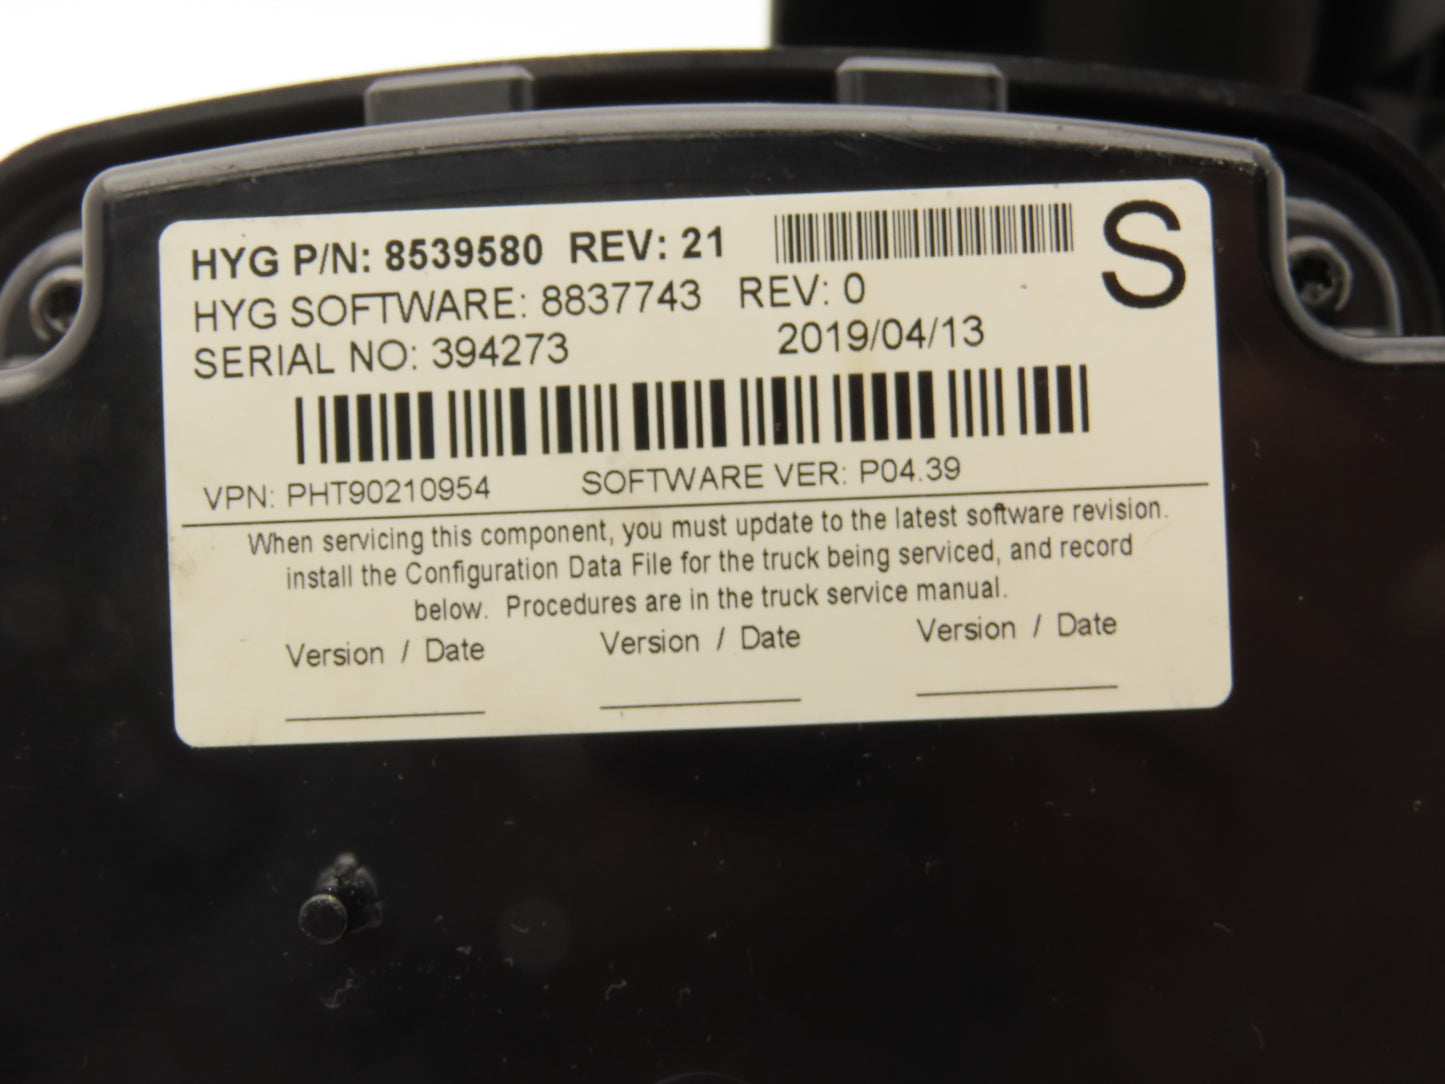 HYG P/N: 8539580 REV: 21
S
HYG SOFTWARE: 8837743 REV: 0
SERIAL NO: 394273 2019/04/13
VPN: PHT90210954 SOFTWARE VER: P04.39
When servicing this component, you must update to the latest software revision.
install the Configuration Data File for the truck being serviced, and record
below. Procedures are in the truck service manual.
Version / Date Version / Date Version / Date